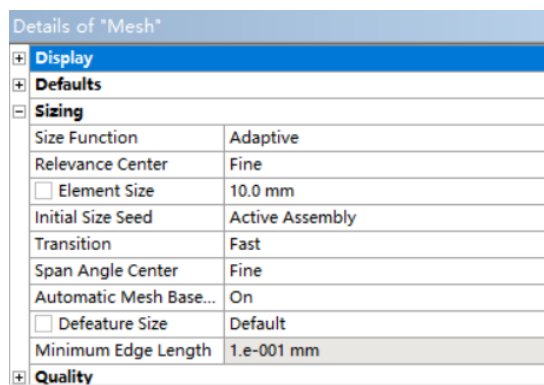 Details of "Mesh"
Display
Defaults
Sizing
Size Function Adaptive
Relevance Center Fine
Element Size 10.0 mm
Initial Size Seed Active Assembly
Transition Fast
Span Angle Center Fine
Automatic Mesh Base... On
Defeature Size Default
Minimum Edge Length 1.e-001 mm
Quality